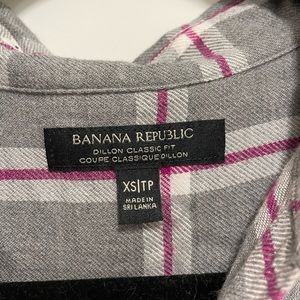 BANANA REPUBLIC
DILLON CLASSIC FIT
COUPE CLASSIQUE DILLON
XS|TP
MADE IN
SRI LANKA